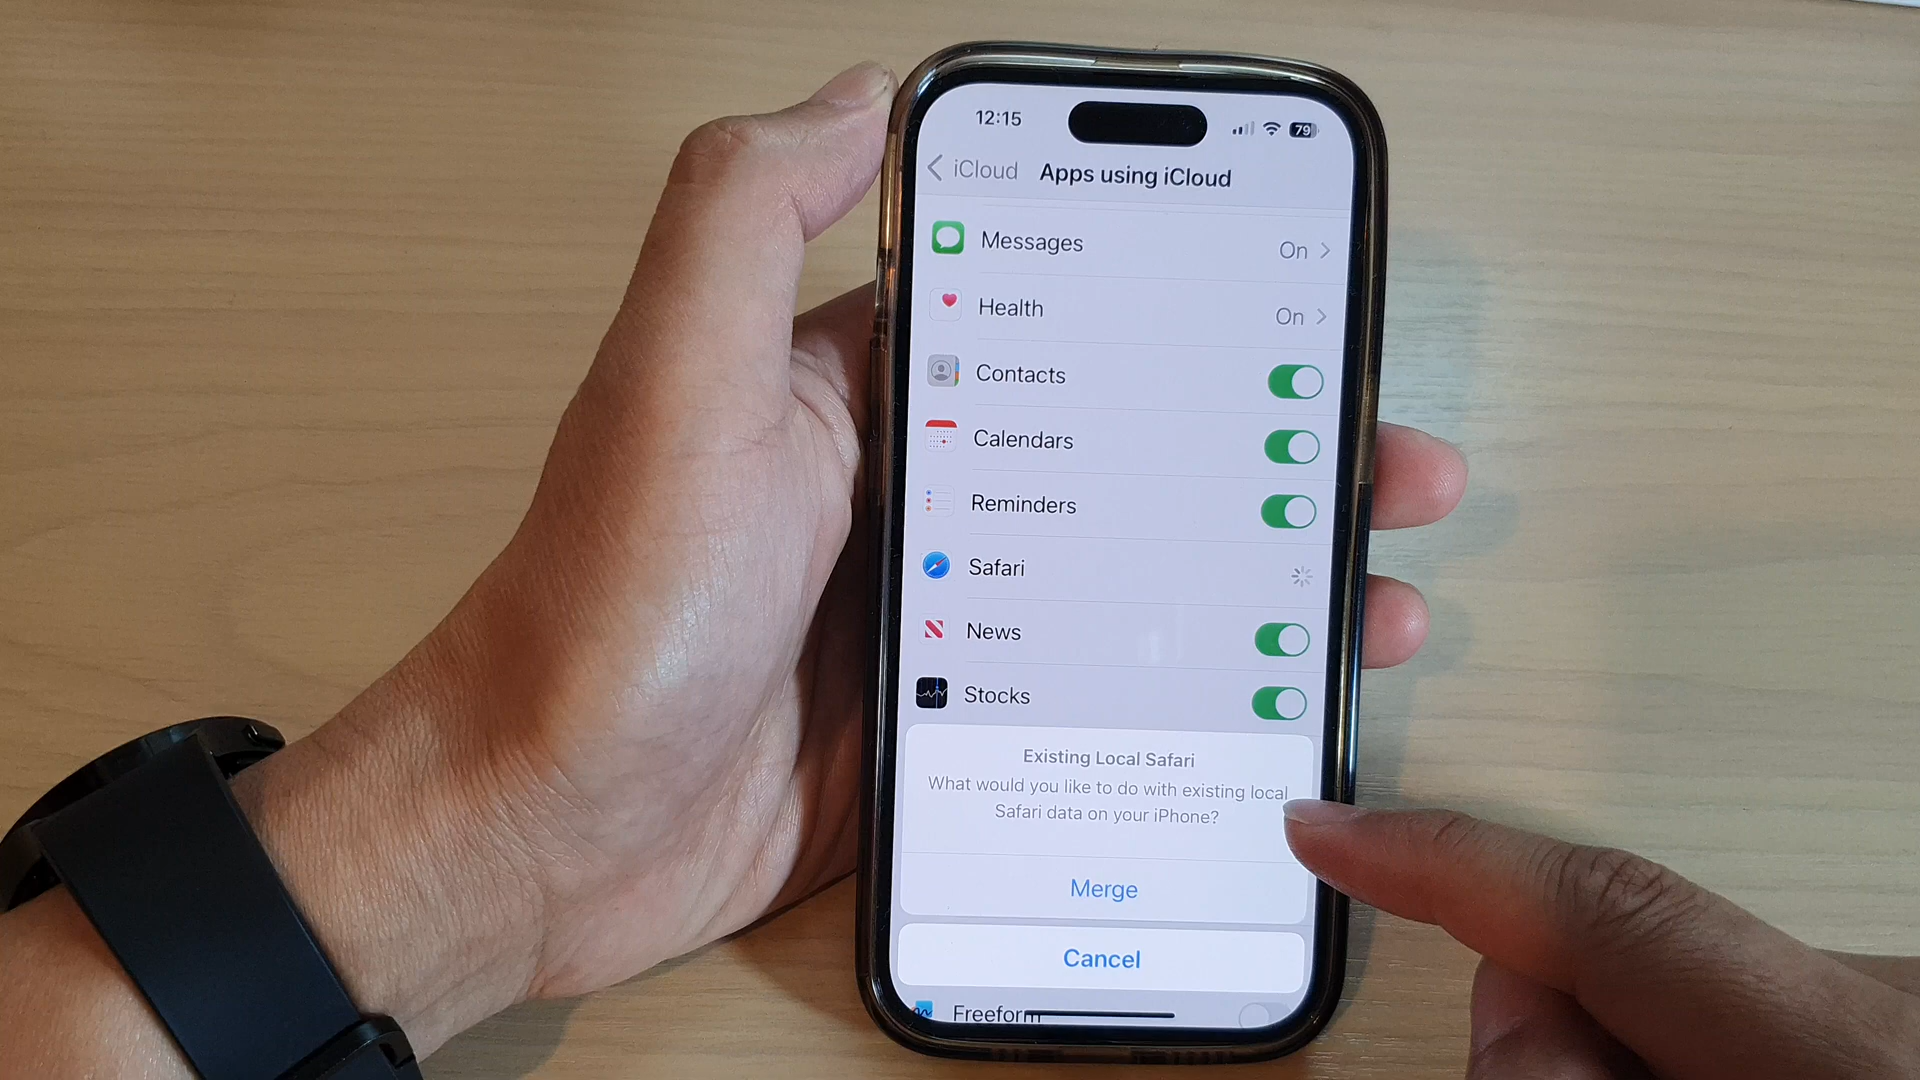 12:15
79
iCloud
Apps using iCloud
Messages
On
Health
On
Contacts
Calendars
Reminders
Safari
News
Stocks
Existing Local Safari
What would you like to do with existing local
Safari data on your iPhone?
Merge
Cancel
Freeform